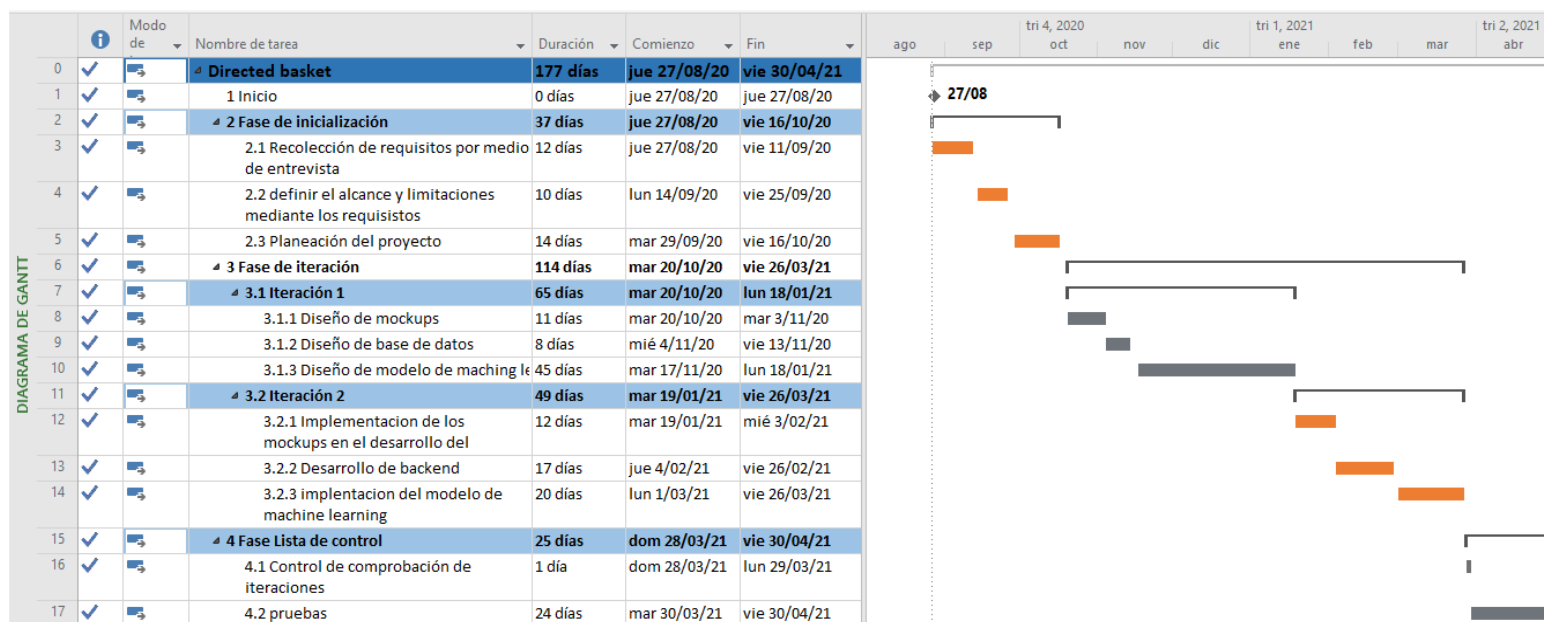 Modo
de
Nombre de tarea Duración Comienzo Fin
tri 4, 2020 tri 1, 2021 tri 2, 2021
ago sep oct nov dic ene feb mar abr
DIAGRAMA DE GANTT
0 Directed basket 177 días jue 27/08/20 vie 30/04/21
1 1 Inicio 0 días jue 27/08/20 jue 27/08/20 27/08
2 2 Fase de inicialización 37 días jue 27/08/20 vie 16/10/20
3 2.1 Recolección de requisitos por medio 12 días jue 27/08/20 vie 11/09/20
de entrevista
4 2.2 definir el alcance y limitaciones 10 días lun 14/09/20 vie 25/09/20
mediante los requisistos
5 2.3 Planeación del proyecto 14 días mar 29/09/20 vie 16/10/20
6 3 Fase de iteración 114 días mar 20/10/20 vie 26/03/21
7 3.1 Iteración 1 65 días mar 20/10/20 lun 18/01/21
8 3.1.1 Diseño de mockups 11 días mar 20/10/20 mar 3/11/20
9 3.1.2 Diseño de base de datos 8 días mié 4/11/20 vie 13/11/20
10 3.1.3 Diseño de modelo de maching le 45 días mar 17/11/20 lun 18/01/21
11 3.2 Iteración 2 49 días mar 19/01/21 vie 26/03/21
12 3.2.1 Implementacion de los 12 días mar 19/01/21 mié 3/02/21
mockups en el desarrollo del
13 3.2.2 Desarrollo de backend 17 días jue 4/02/21 vie 26/02/21
14 3.2.3 implentacion del modelo de 20 días lun 1/03/21 vie 26/03/21
machine learning
15 4 Fase Lista de control 25 días dom 28/03/21 vie 30/04/21
16 4.1 Control de comprobación de 1 día dom 28/03/21 lun 29/03/21
iteraciones
17 4.2 pruebas 24 días mar 30/03/21 vie 30/04/21